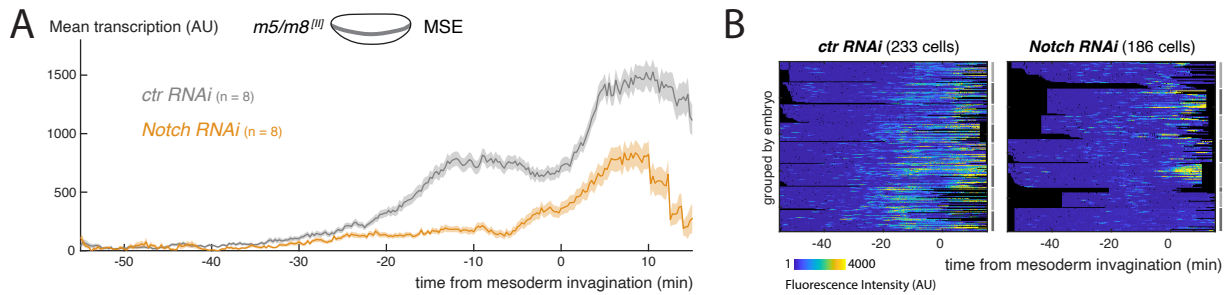 A
Mean transcription (AU)
m5/m8 [II]
MSE
1500
1000
500
0
ctr RNAi (n = 8)
Notch RNAi (n = 8)
-50
-40
-30
-20
-10
0
10
time from mesoderm invagination (min)
B
ctr RNAi (233 cells)
Notch RNAi (186 cells)
grouped by embryo
-40
-20
0
-40
-20
0
time from mesoderm invagination (min)
1
4000
Fluorescence Intensity (AU)